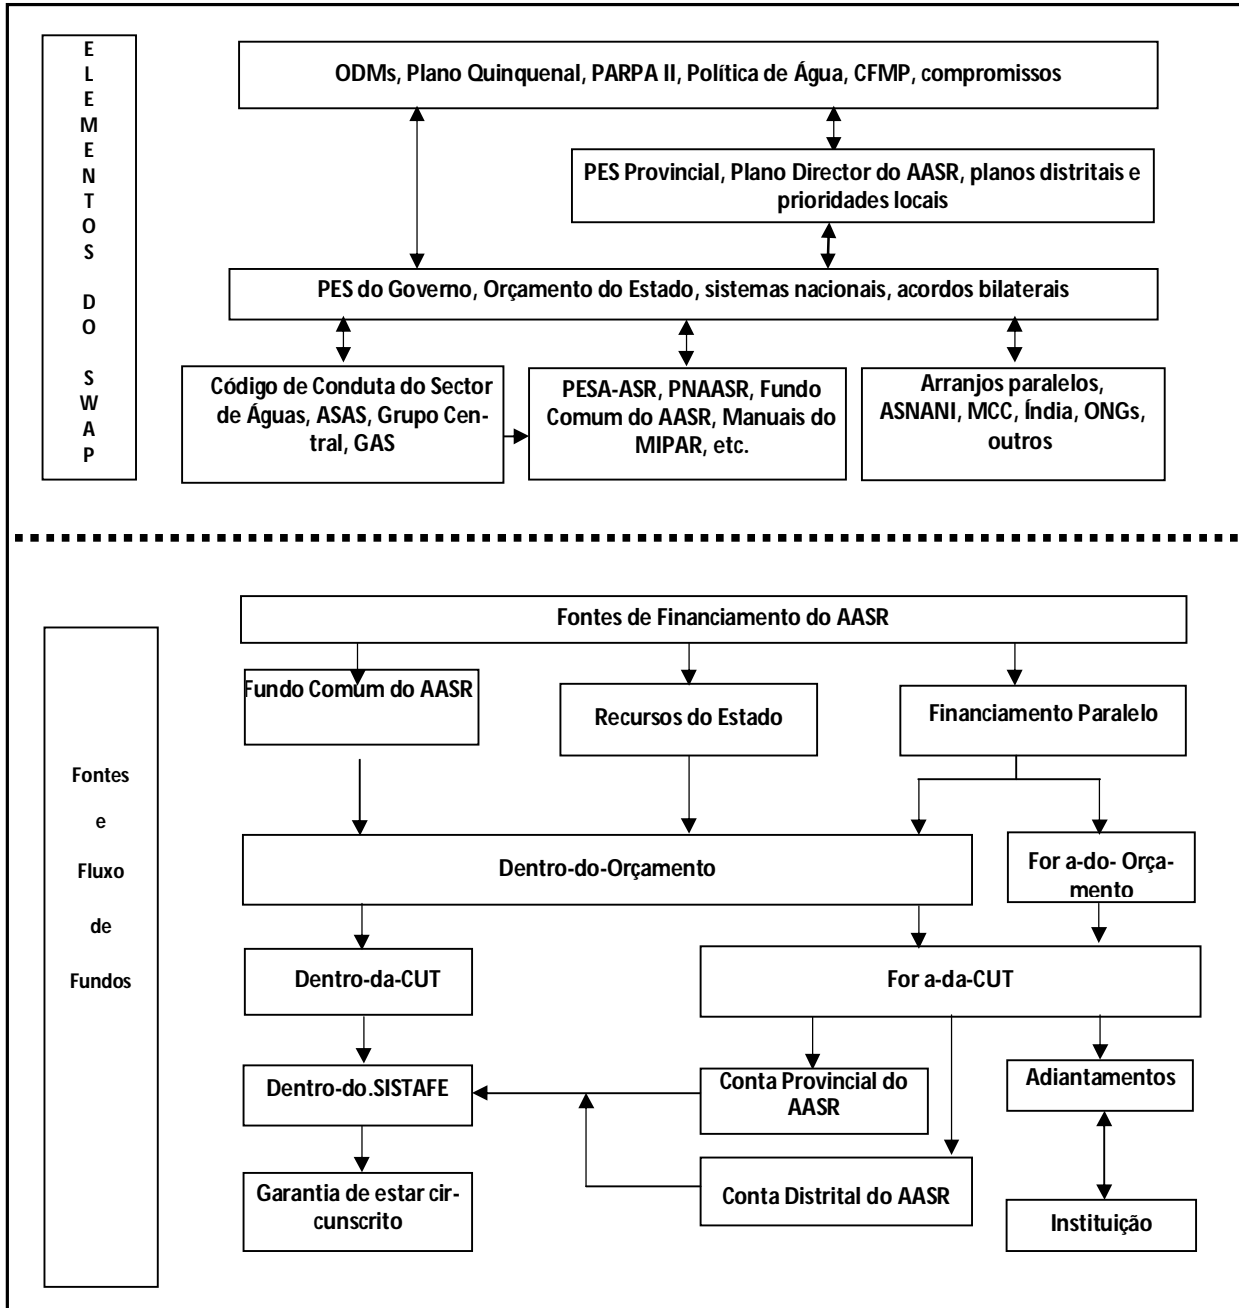 E
L
E
M
E
N
T
O
S
D
O
S
W
A
P
ODMs, Plano Quinquenal, PARPA II, Política de Água, CFMP, compromissos
PES Provincial, Plano Director do AASR, planos distritais e
prioridades locais
PES do Governo, Orçamento do Estado, sistemas nacionais, acordos bilaterais
Código de Conduta do Sector
de Águas, ASAS, Grupo Cen-
tral, GAS
PESA-ASR, PNAASR, Fundo
Comum do AASR, Manuais do
MIPAR, etc.
Arranjos paralelos,
ASNANI, MCC, Índia, ONGs,
outros
Fontes
e
Fluxo
de
Fundos
Fontes de Financiamento do AASR
Fundo Comum do AASR
Recursos do Estado
Financiamento Paralelo
Dentro-do-Orçamento
For a-do- Orça-
mento
Dentro-da-CUT
For a-da-CUT
Dentro-do.SISTAFE
Conta Provincial do
AASR
Adiantamentos
Garantia de estar cir-
cunscrito
Conta Distrital do AASR
Instituição